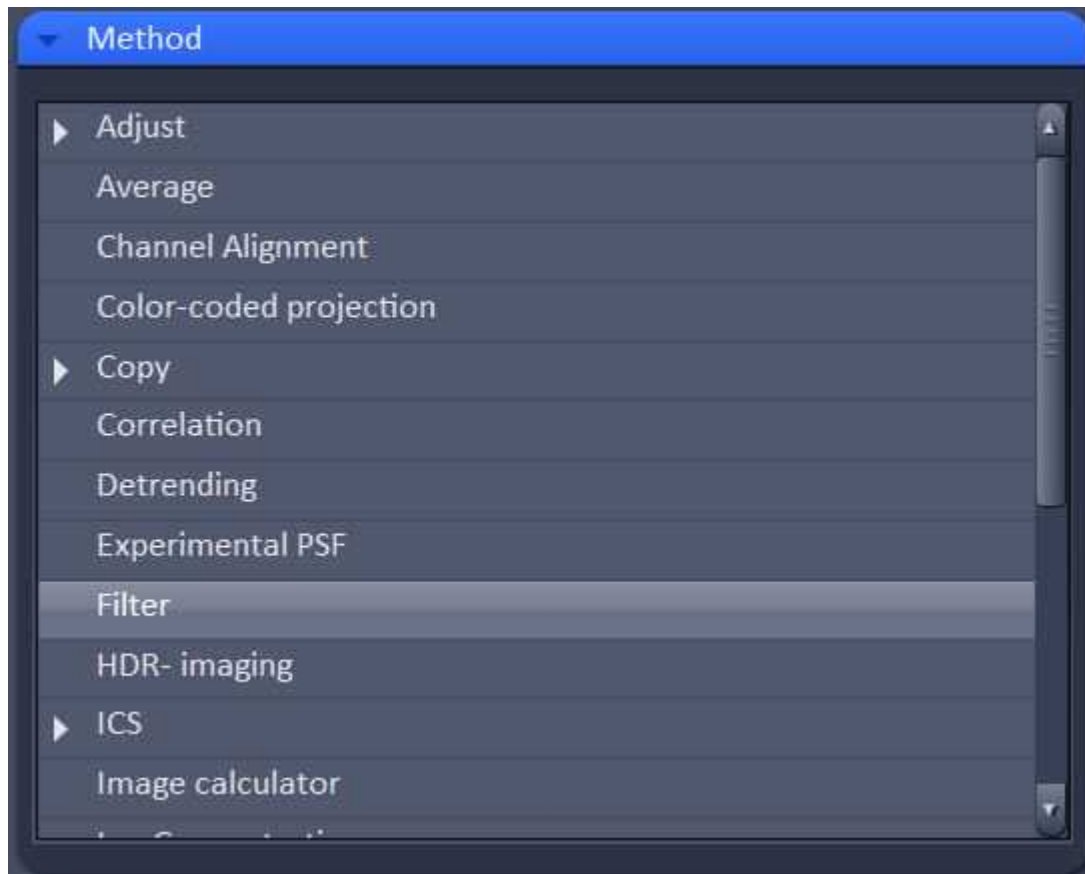 Method
Adjust
Average
Channel Alignment
Color-coded projection
Copy
Correlation
Detrending
Experimental PSF
Filter
HDR- imaging
ICS
Image calculator